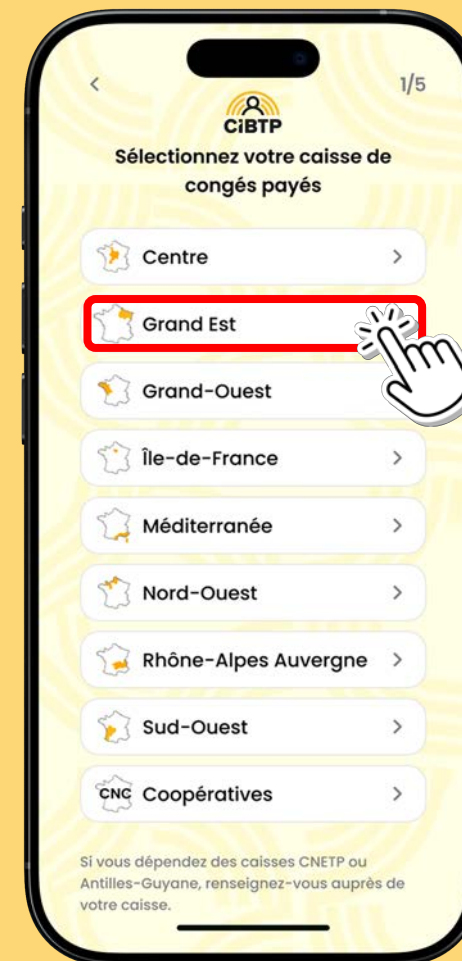 1/5
CiBTP
Sélectionnez votre caisse de
congés payés
Centre
Grand Est
Grand-Ouest
Île-de-France
Méditerranée
Nord-Ouest
Rhône-Alpes Auvergne
Sud-Ouest
CNC Coopératives
Si vous dépendez des caisses CNETP ou
Antilles-Guyane, renseignez-vous auprès de
votre caisse.